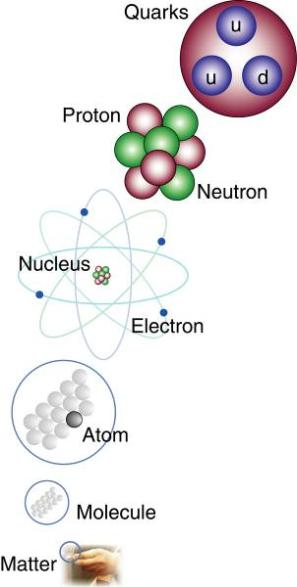 Quarks
u
u d
Proton
Neutron
Nucleus
Electron
Atom
Molecule
Matter